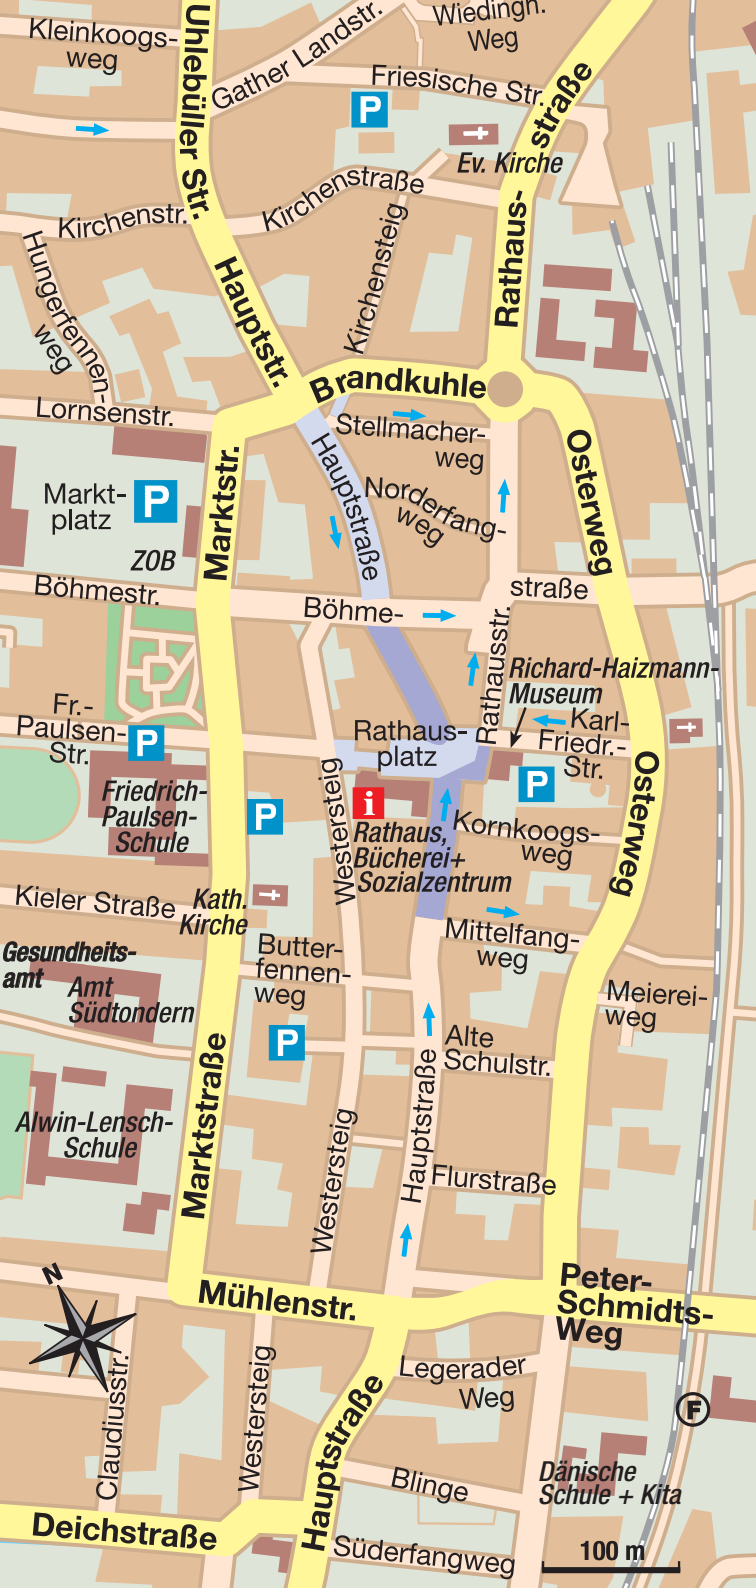 Kleinkoogs-
weg
Uhlebüller Str.
Gather Landstr.
Wiedingh.
Weg
Friesische Str.
P
Ev. Kirche
Rathaus-
straße
Kirchenstr.
Kirchenstraße
Kirchensteig
Hungerfennen-
weg
Hauptstr.
Brandkuhle
Lornsenstr.
Stellmacher-
weg
Hauptstraße
Norderfang-
weg
Osterweg
Markt-
platz
P
ZOB
Marktstr.
Böhmestr.
Böhme-
straße
Rathausstr.
Richard-Haizmann-
Museum
Fr.-
Paulsen-
Str.
P
Rathaus-
platz
Karl-
Friedr.-
Str.
P
Friedrich-
Paulsen-
Schule
P
Westersteig
i
Rathaus,
Bücherei+
Sozialzentrum
Kornkoogs-
weg
Osterweg
Kieler Straße
Kath.
Kirche
Mittelfang-
weg
Gesundheits-
amt
Amt
Südtondern
Butter-
fennen-
weg
Meierei-
weg
P
Alte
Schulstr.
Marktstraße
Alwin-Lensch-
Schule
Westersteig
Hauptstraße
Flurstraße
N
Mühlenstr.
Peter-
Schmidts-
Weg
Claudiusstr.
Westersteig
Hauptstraße
Legerader
Weg
F
Blinge
Dänische
Schule + Kita
Deichstraße
Süderfangweg
100 m